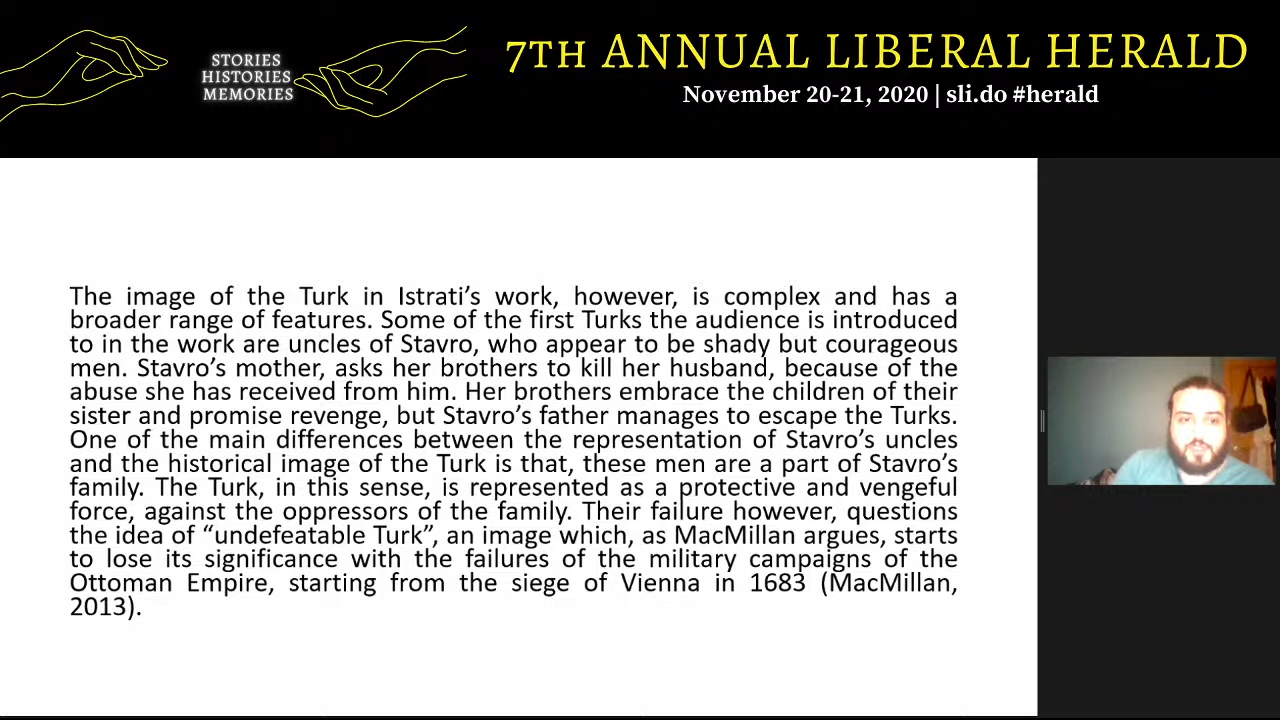 STORIES
HISTORIES
MEMORIES
7TH ANNUAL LIBERAL HERALD
November 20-21, 2020 | sli.do #herald
The image of the Turk in Istrati’s work, however, is complex and has a
broader range of features. Some of the first Turks the audience is introduced
to in the work are uncles of Stavro, who appear to be shady but courageous
men. Stavro’s mother, asks her brothers to kill her husband, because of the
abuse she has received from him. Her brothers embrace the children of their
sister and promise revenge, but Stavro’s father manages to escape the Turks.
One of the main differences between the representation of Stavro’s uncles
and the historical image of the Turk is that, these men are a part of Stavro’s
family. The Turk, in this sense, is represented as a protective and vengeful
force, against the oppressors of the family. Their failure however, questions
the idea of “undefeatable Turk”, an image which, as MacMillan argues, starts
to lose its significance with the failures of the military campaigns of the
Ottoman Empire, starting from the siege of Vienna in 1683 (MacMillan,
2013).